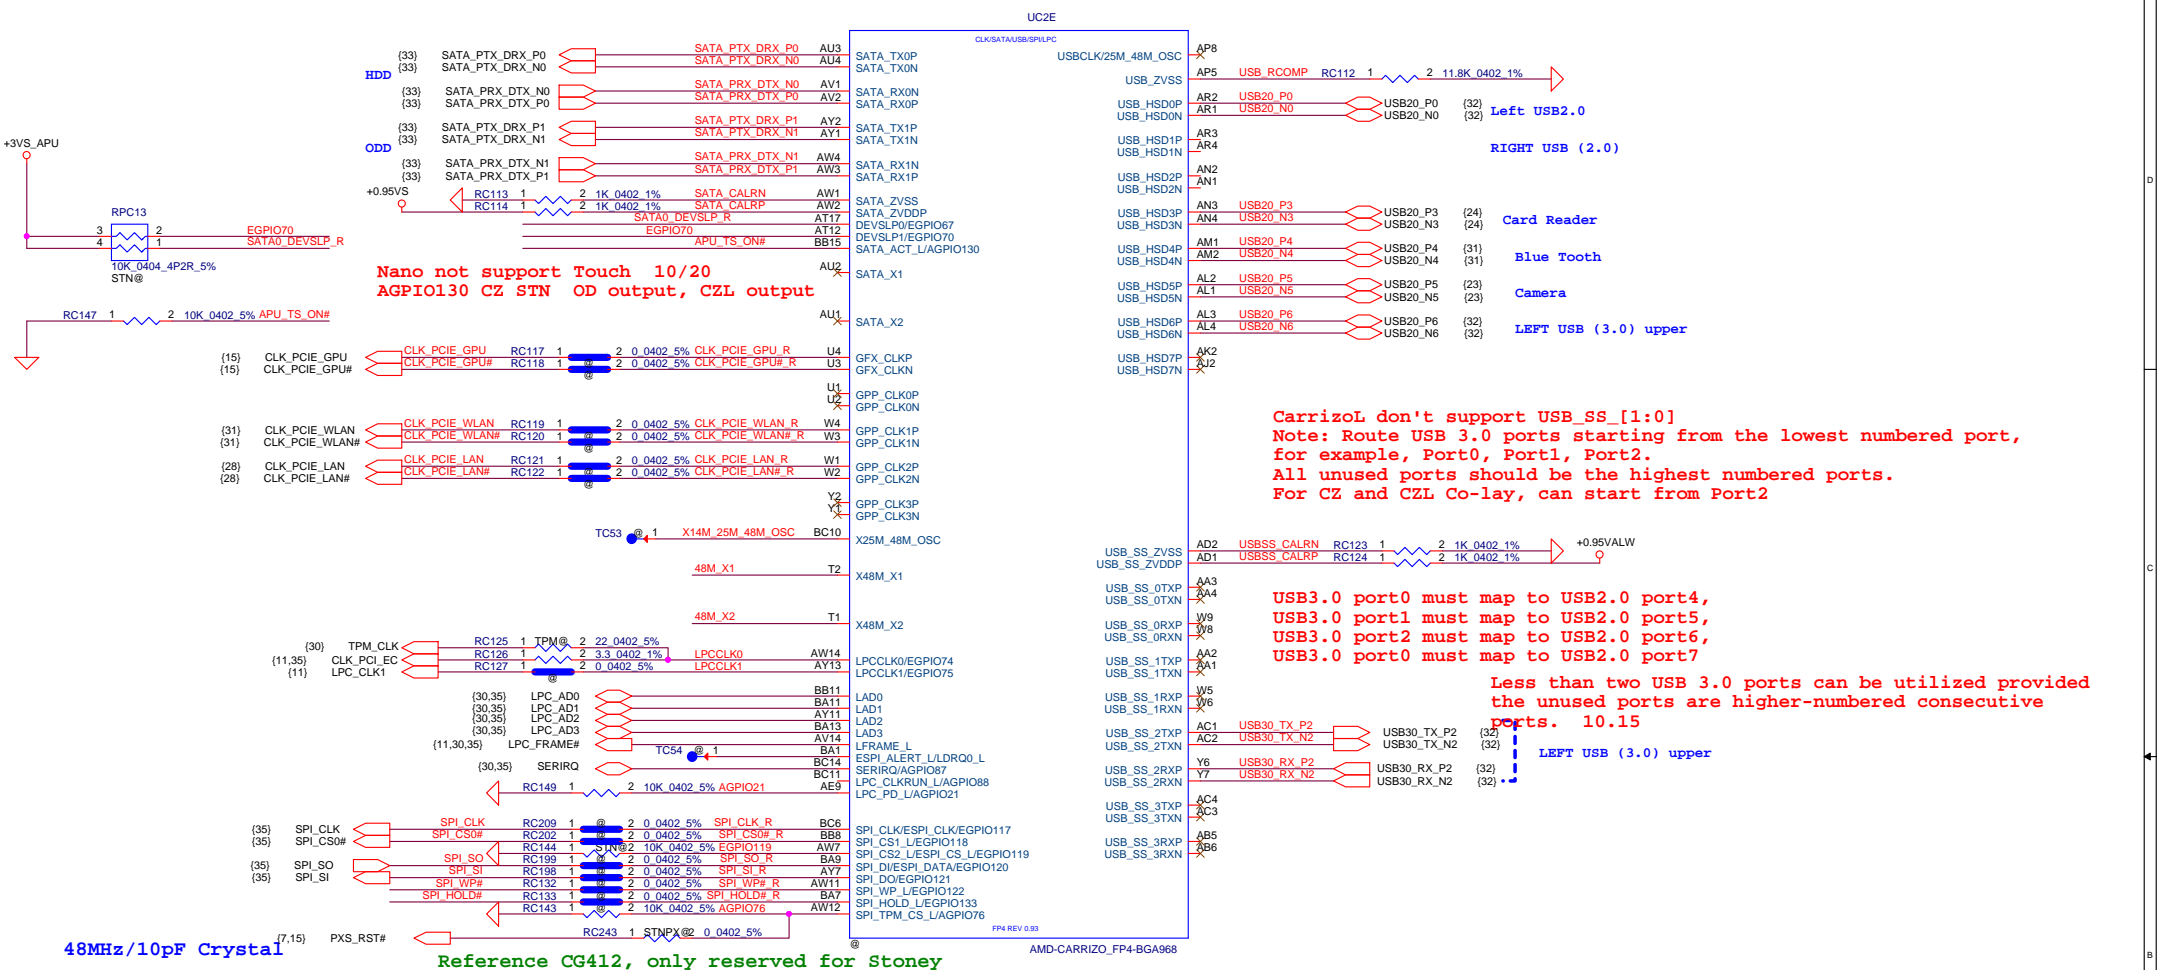 UC2E
CLK/SATA/USB/SPI/LPC
{33} SATA_PTX_DRX_P0 SATA_PTX_DRX_P0 AU3 SATA_TX0P
{33} SATA_PTX_DRX_N0 SATA_PTX_DRX_N0 AU4 SATA_TX0N
HDD
{33} SATA_PRX_DTX_N0 SATA_PRX_DTX_N0 AV1 SATA_RX0N
{33} SATA_PRX_DTX_P0 SATA_PRX_DTX_P0 AV2 SATA_RX0P
{33} SATA_PTX_DRX_P1 SATA_PTX_DRX_P1 AY2 SATA_TX1P
{33} SATA_PTX_DRX_N1 SATA_PTX_DRX_N1 AY1 SATA_TX1N
ODD
{33} SATA_PRX_DTX_N1 SATA_PRX_DTX_N1 AW4 SATA_RX1N
{33} SATA_PRX_DTX_P1 SATA_PRX_DTX_P1 AW3 SATA_RX1P
+0.95VS
RC113 1 2 1K_0402_1% SATA_CALRN AW1 SATA_ZVSS
RC114 1 2 1K_0402_1% SATA_CALRP AW2 SATA_ZVDDP
SATA0_DEVSLP_R AT17 DEVSLP0/EGPIO67
EGPIO70 AT12 DEVSLP1/EGPIO70
APU_TS_ON# BB15 SATA_ACT_L/AGPIO130
+3VS_APU
RPC13
3 2 EGPIO70
4 1 SATA0_DEVSLP_R
10K_0404_4P2R_5%
STN@
Nano not support Touch 10/20
AGPIO130 CZ STN OD output, CZL output
AU2 SATA_X1
AU1 SATA_X2
RC147 1 2 10K_0402_5% APU_TS_ON#
{15} CLK_PCIE_GPU CLK_PCIE_GPU RC117 1 2 0_0402_5% CLK_PCIE_GPU_R U4 GFX_CLKP
{15} CLK_PCIE_GPU# CLK_PCIE_GPU# RC118 1 @ 2 0_0402_5% CLK_PCIE_GPU#_R U3 GFX_CLKN
@
U1 GPP_CLK0P
U2 GPP_CLK0N
{31} CLK_PCIE_WLAN CLK_PCIE_WLAN RC119 1 2 0_0402_5% CLK_PCIE_WLAN_R W4 GPP_CLK1P
{31} CLK_PCIE_WLAN# CLK_PCIE_WLAN# RC120 1 @ 2 0_0402_5% CLK_PCIE_WLAN#_R W3 GPP_CLK1N
@
{28} CLK_PCIE_LAN CLK_PCIE_LAN RC121 1 2 0_0402_5% CLK_PCIE_LAN_R W1 GPP_CLK2P
{28} CLK_PCIE_LAN# CLK_PCIE_LAN# RC122 1 @ 2 0_0402_5% CLK_PCIE_LAN#_R W2 GPP_CLK2N
@
Y2 GPP_CLK3P
Y1 GPP_CLK3N
TC53 @ 1 X14M_25M_48M_OSC BC10 X25M_48M_OSC
48M_X1 T2 X48M_X1
48M_X2 T1 X48M_X2
{30} TPM_CLK RC125 1 TPM@ 2 22_0402_5%
{11,35} CLK_PCI_EC RC126 1 2 3.3_0402_1% LPCCLK0 AW14 LPCCLK0/EGPIO74
{11} LPC_CLK1 RC127 1 2 0_0402_5% LPCCLK1 AY13 LPCCLK1/EGPIO75
@
{30,35} LPC_AD0 BB11 LAD0
{30,35} LPC_AD1 BA11 LAD1
{30,35} LPC_AD2 AY11 LAD2
{30,35} LPC_AD3 BA13 LAD3
{11,30,35} LPC_FRAME# AV14 LFRAME_L
TC54 @ 1 BA1 ESPI_ALERT_L/LDRQ0_L
{30,35} SERIRQ BC14 SERIRQ/AGPIO87
BC11 LPC_CLKRUN_L/AGPIO88
RC149 1 2 10K_0402_5% AGPIO21 AE9 LPC_PD_L/AGPIO21
{35} SPI_CLK SPI_CLK RC209 1 @ 2 0_0402_5% SPI_CLK_R BC6 SPI_CLK/ESPI_CLK/EGPIO117
{35} SPI_CS0# SPI_CS0# RC202 1 @ 2 0_0402_5% SPI_CS0#_R BB8 SPI_CS1_L/EGPIO118
RC144 1 STN@ 2 10K_0402_5% EGPIO119 AW7 SPI_CS2_L/ESPI_CS_L/EGPIO119
{35} SPI_SO SPI_SO RC199 1 @ 2 0_0402_5% SPI_SO_R BA9 SPI_DI/ESPI_DATA/EGPIO120
{35} SPI_SI SPI_SI RC198 1 @ 2 0_0402_5% SPI_SI_R AY7 SPI_DO/EGPIO121
SPI_WP# RC132 1 @ 2 0_0402_5% SPI_WP#_R AW11 SPI_WP_L/EGPIO122
SPI_HOLD# RC133 1 @ 2 0_0402_5% SPI_HOLD#_R BA7 SPI_HOLD_L/EGPIO133
RC143 1 @ 2 10K_0402_5% AGPIO76 AW12 SPI_TPM_CS_L/AGPIO76
{7,15} PXS_RST# RC243 1 STNPX@ 2 0_0402_5%
48MHz/10pF Crystal
Reference CG412, only reserved for Stoney
USBCLK/25M_48M_OSC AP8
USB_ZVSS AP5 USB_RCOMP RC112 1 2 11.8K_0402_1%
USB_HSD0P AR2 USB20_P0 USB20_P0 {32}
USB_HSD0N AR1 USB20_N0 USB20_N0 {32}
Left USB2.0
USB_HSD1P AR3
USB_HSD1N AR4
RIGHT USB (2.0)
USB_HSD2P AN2
USB_HSD2N AN1
USB_HSD3P AN3 USB20_P3 USB20_P3 {24}
USB_HSD3N AN4 USB20_N3 USB20_N3 {24}
Card Reader
USB_HSD4P AM1 USB20_P4 USB20_P4 {31}
USB_HSD4N AM2 USB20_N4 USB20_N4 {31}
Blue Tooth
USB_HSD5P AL2 USB20_P5 USB20_P5 {23}
USB_HSD5N AL1 USB20_N5 USB20_N5 {23}
Camera
USB_HSD6P AL3 USB20_P6 USB20_P6 {32}
USB_HSD6N AL4 USB20_N6 USB20_N6 {32}
LEFT USB (3.0) upper
USB_HSD7P AK2
USB_HSD7N AJ2
CarrizoL don't support USB_SS_[1:0]
Note: Route USB 3.0 ports starting from the lowest numbered port,
for example, Port0, Port1, Port2.
All unused ports should be the highest numbered ports.
For CZ and CZL Co-lay, can start from Port2
USB_SS_ZVSS AD2 USBSS_CALRN RC123 1 2 1K_0402_1%
USB_SS_ZVDDP AD1 USBSS_CALRP RC124 1 2 1K_0402_1%
+0.95VALW
USB_SS_0TXP AA3
USB_SS_0TXN AA4
USB_SS_0RXP W9
USB_SS_0RXN W8
USB_SS_1TXP AA2
USB_SS_1TXN AA1
USB_SS_1RXP W5
USB_SS_1RXN W6
USB3.0 port0 must map to USB2.0 port4,
USB3.0 port1 must map to USB2.0 port5,
USB3.0 port2 must map to USB2.0 port6,
USB3.0 port0 must map to USB2.0 port7
Less than two USB 3.0 ports can be utilized provided
the unused ports are higher-numbered consecutive
ports. 10.15
USB_SS_2TXP AC1 USB30_TX_P2 USB30_TX_P2 {32}
USB_SS_2TXN AC2 USB30_TX_N2 USB30_TX_N2 {32}
LEFT USB (3.0) upper
USB_SS_2RXP Y6 USB30_RX_P2 USB30_RX_P2 {32}
USB_SS_2RXN Y7 USB30_RX_N2 USB30_RX_N2 {32}
USB_SS_3TXP AC4
USB_SS_3TXN AC3
USB_SS_3RXP AB5
USB_SS_3RXN AB6
FP4 REV 0.93
@
AMD-CARRIZO_FP4-BGA968
D
C
B